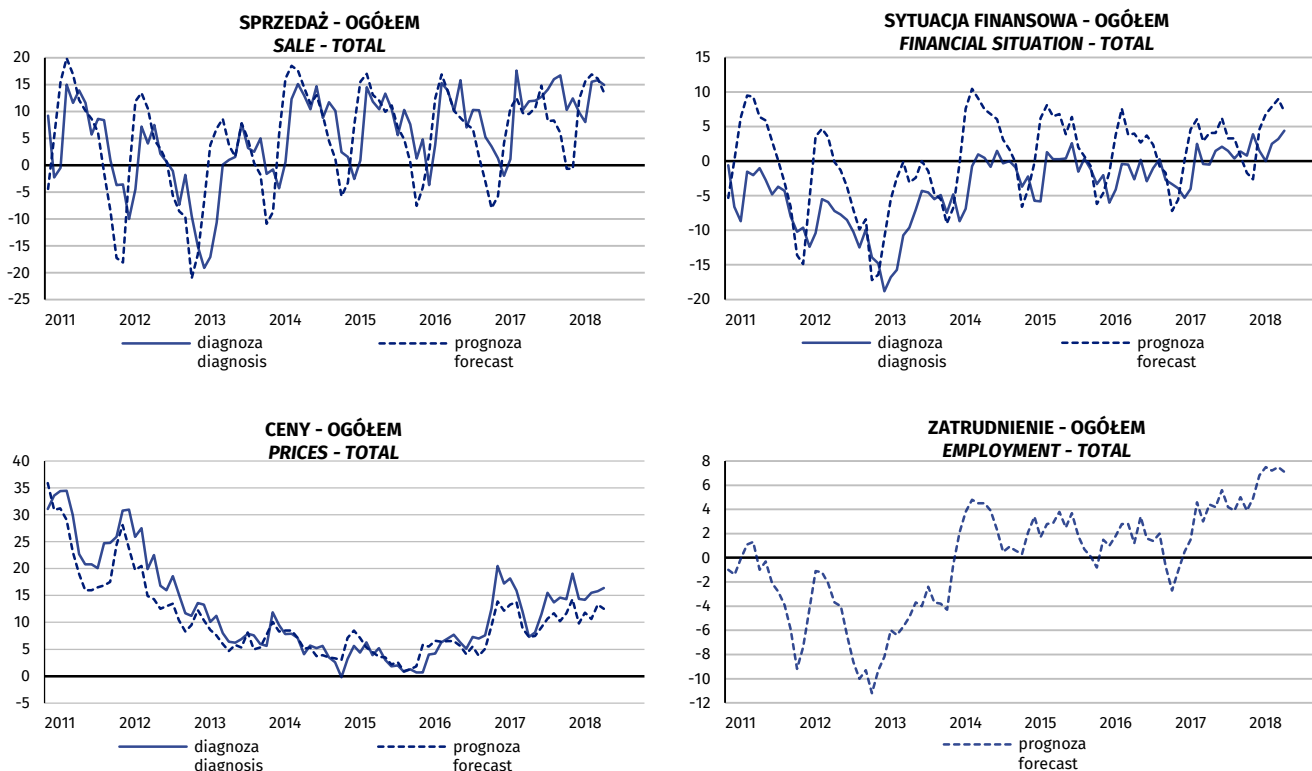 SPRZEDAŻ - OGÓŁEM
SALE - TOTAL
20
15
10
5
0
-5
-10
-15
-20
-25
2011 2012 2013 2014 2015 2016 2017 2018
diagnoza
diagnosis
prognoza
forecast
SYTUACJA FINANSOWA - OGÓŁEM
FINANCIAL SITUATION - TOTAL
15
10
5
0
-5
-10
-15
-20
2011 2012 2013 2014 2015 2016 2017 2018
diagnoza
diagnosis
prognoza
forecast
CENY - OGÓŁEM
PRICES - TOTAL
40
35
30
25
20
15
10
5
0
-5
2011 2012 2013 2014 2015 2016 2017 2018
diagnoza
diagnosis
prognoza
forecast
ZATRUDNIENIE - OGÓŁEM
EMPLOYMENT - TOTAL
8
6
4
2
0
-2
-4
-6
-8
-10
-12
2011 2012 2013 2014 2015 2016 2017 2018
prognoza
forecast